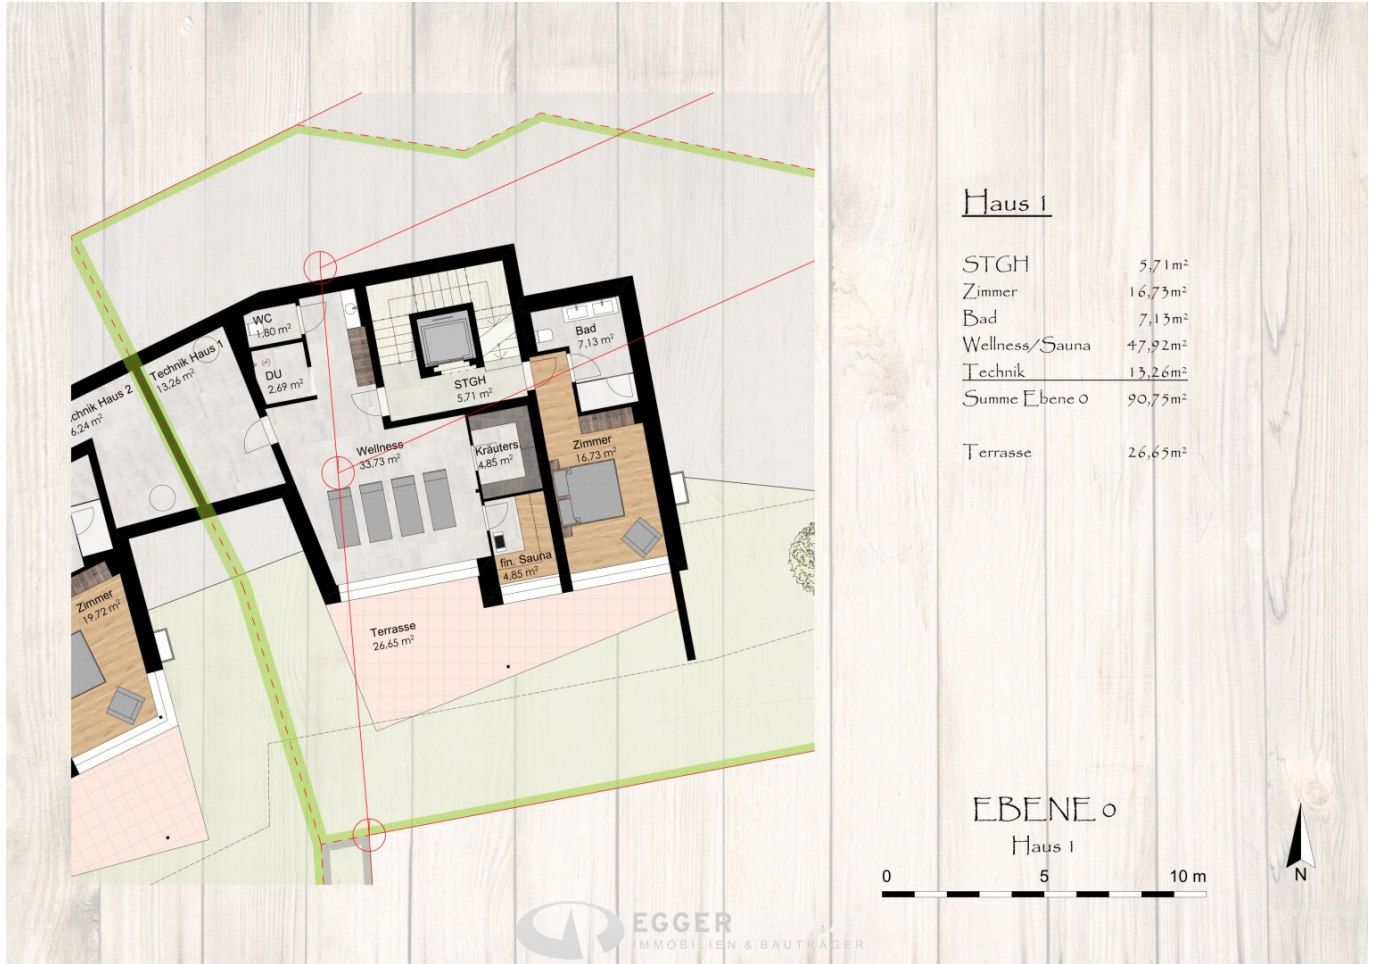 Haus 1
STGH 5,71m²
Zimmer 16,73m²
Bad 7,13m²
Wellness/Sauna 47,92m²
Technik 13,26m²
Summe Ebene 0 90,75m²
Terrasse 26,65m²
WC
1.80 m²
Technik Haus 1
13,26 m²
DU
2.69 m²
Bad
7.13 m²
STGH
5,71 m²
chnik Haus 2
6,24 m²
Wellness
33,73 m²
Kräuters.
4,85 m²
Zimmer
16,73 m²
fin. Sauna
4,85 m²
Zimmer
19,72 m²
Terrasse
26,65 m²
EBENE 0
Haus 1
0 5 10 m
N
EGGER
IMMOBILIEN & BAUTRÄGER